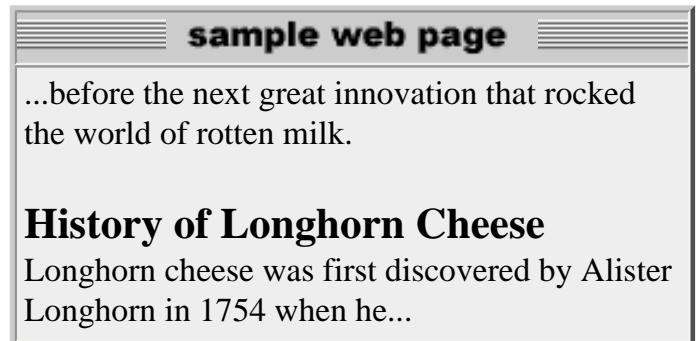 sample web page
...before the next great innovation that rocked
the world of rotten milk.
History of Longhorn Cheese
Longhorn cheese was first discovered by Alister
Longhorn in 1754 when he...